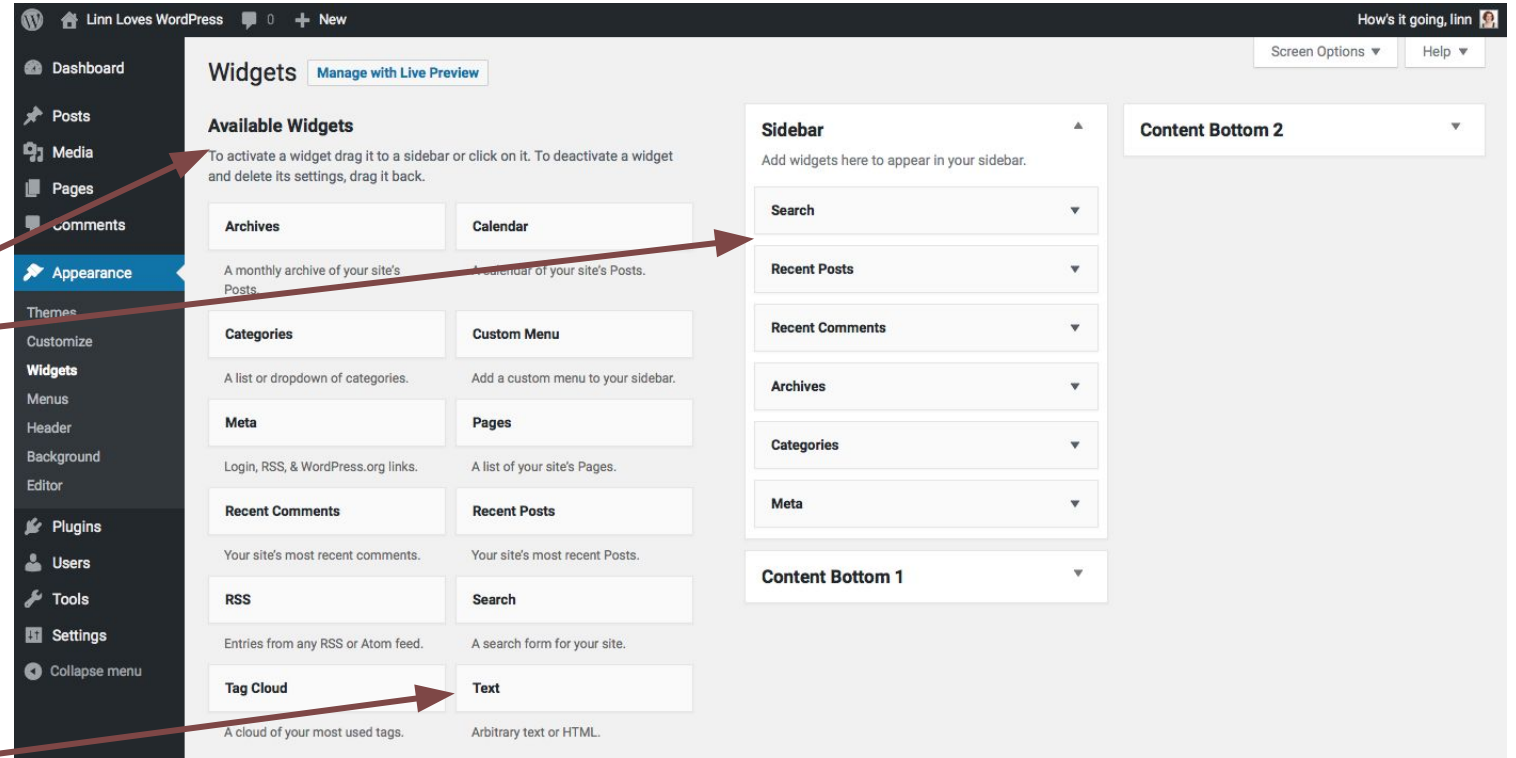 Linn Loves WordPress 0 + New
How's it going, linn
Dashboard
Posts
Media
Pages
Comments
Appearance
Themes
Customize
Widgets
Menus
Header
Background
Editor
Plugins
Users
Tools
Settings
Collapse menu
Screen Options ▼
Help ▼
Widgets Manage with Live Preview
Available Widgets
To activate a widget drag it to a sidebar or click on it. To deactivate a widget
and delete its settings, drag it back.
Archives
A monthly archive of your site's
Posts.
Calendar
A calendar of your site's Posts.
Categories
A list or dropdown of categories.
Custom Menu
Add a custom menu to your sidebar.
Meta
Login, RSS, & WordPress.org links.
Pages
A list of your site's Pages.
Recent Comments
Your site's most recent comments.
Recent Posts
Your site's most recent Posts.
RSS
Entries from any RSS or Atom feed.
Search
A search form for your site.
Tag Cloud
A cloud of your most used tags.
Text
Arbitrary text or HTML.
Sidebar
Add widgets here to appear in your sidebar.
Search
Recent Posts
Recent Comments
Archives
Categories
Meta
Content Bottom 1
Content Bottom 2